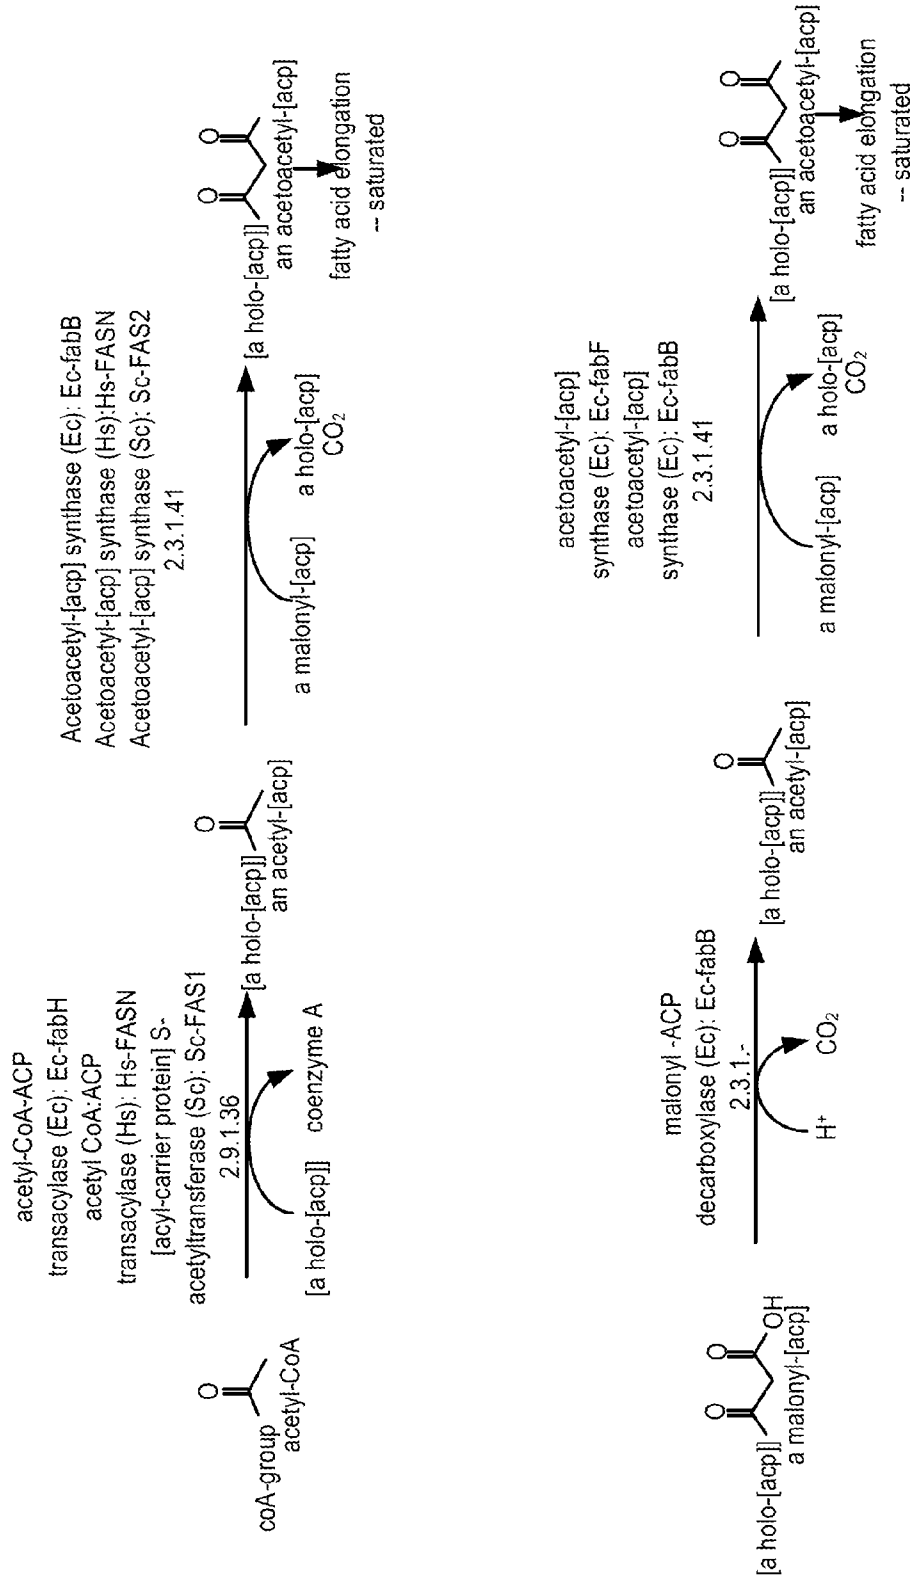 acetyl-CoA-ACP
transacylase (Ec): Ec-fabH
acetyl CoA:ACP
transacylase (Hs): Hs-FASN
[acyl-carrier protein] S-
acetyltransferase (Sc): Sc-FAS1
2.9.1.36
O
coA-group
acetyl-CoA
[a holo-[acp]]
coenzyme A
O
[a holo-[acp]]
an acetyl-[acp]
Acetoacetyl-[acp] synthase (Ec): Ec-fabB
Acetoacetyl-[acp] synthase (Hs):Hs-FASN
Acetoacetyl-[acp] synthase (Sc): Sc-FAS2
2.3.1.41
a malonyl-[acp]
a holo-[acp]
CO2
O O
[a holo-[acp]]
an acetoacetyl-[acp]
fatty acid elongation
-- saturated
O O
OH
[a holo-[acp]]
a malonyl-[acp]
malonyl -ACP
decarboxylase (Ec): Ec-fabB
2.3.1.-
H+
CO2
O
[a holo-[acp]]
an acetyl-[acp]
acetoacetyl-[acp]
synthase (Ec): Ec-fabF
acetoacetyl-[acp]
synthase (Ec): Ec-fabB
2.3.1.41
a malonyl-[acp]
a holo-[acp]
CO2
O O
[a holo-[acp]]
an acetoacetyl-[acp]
fatty acid elongation
-- saturated